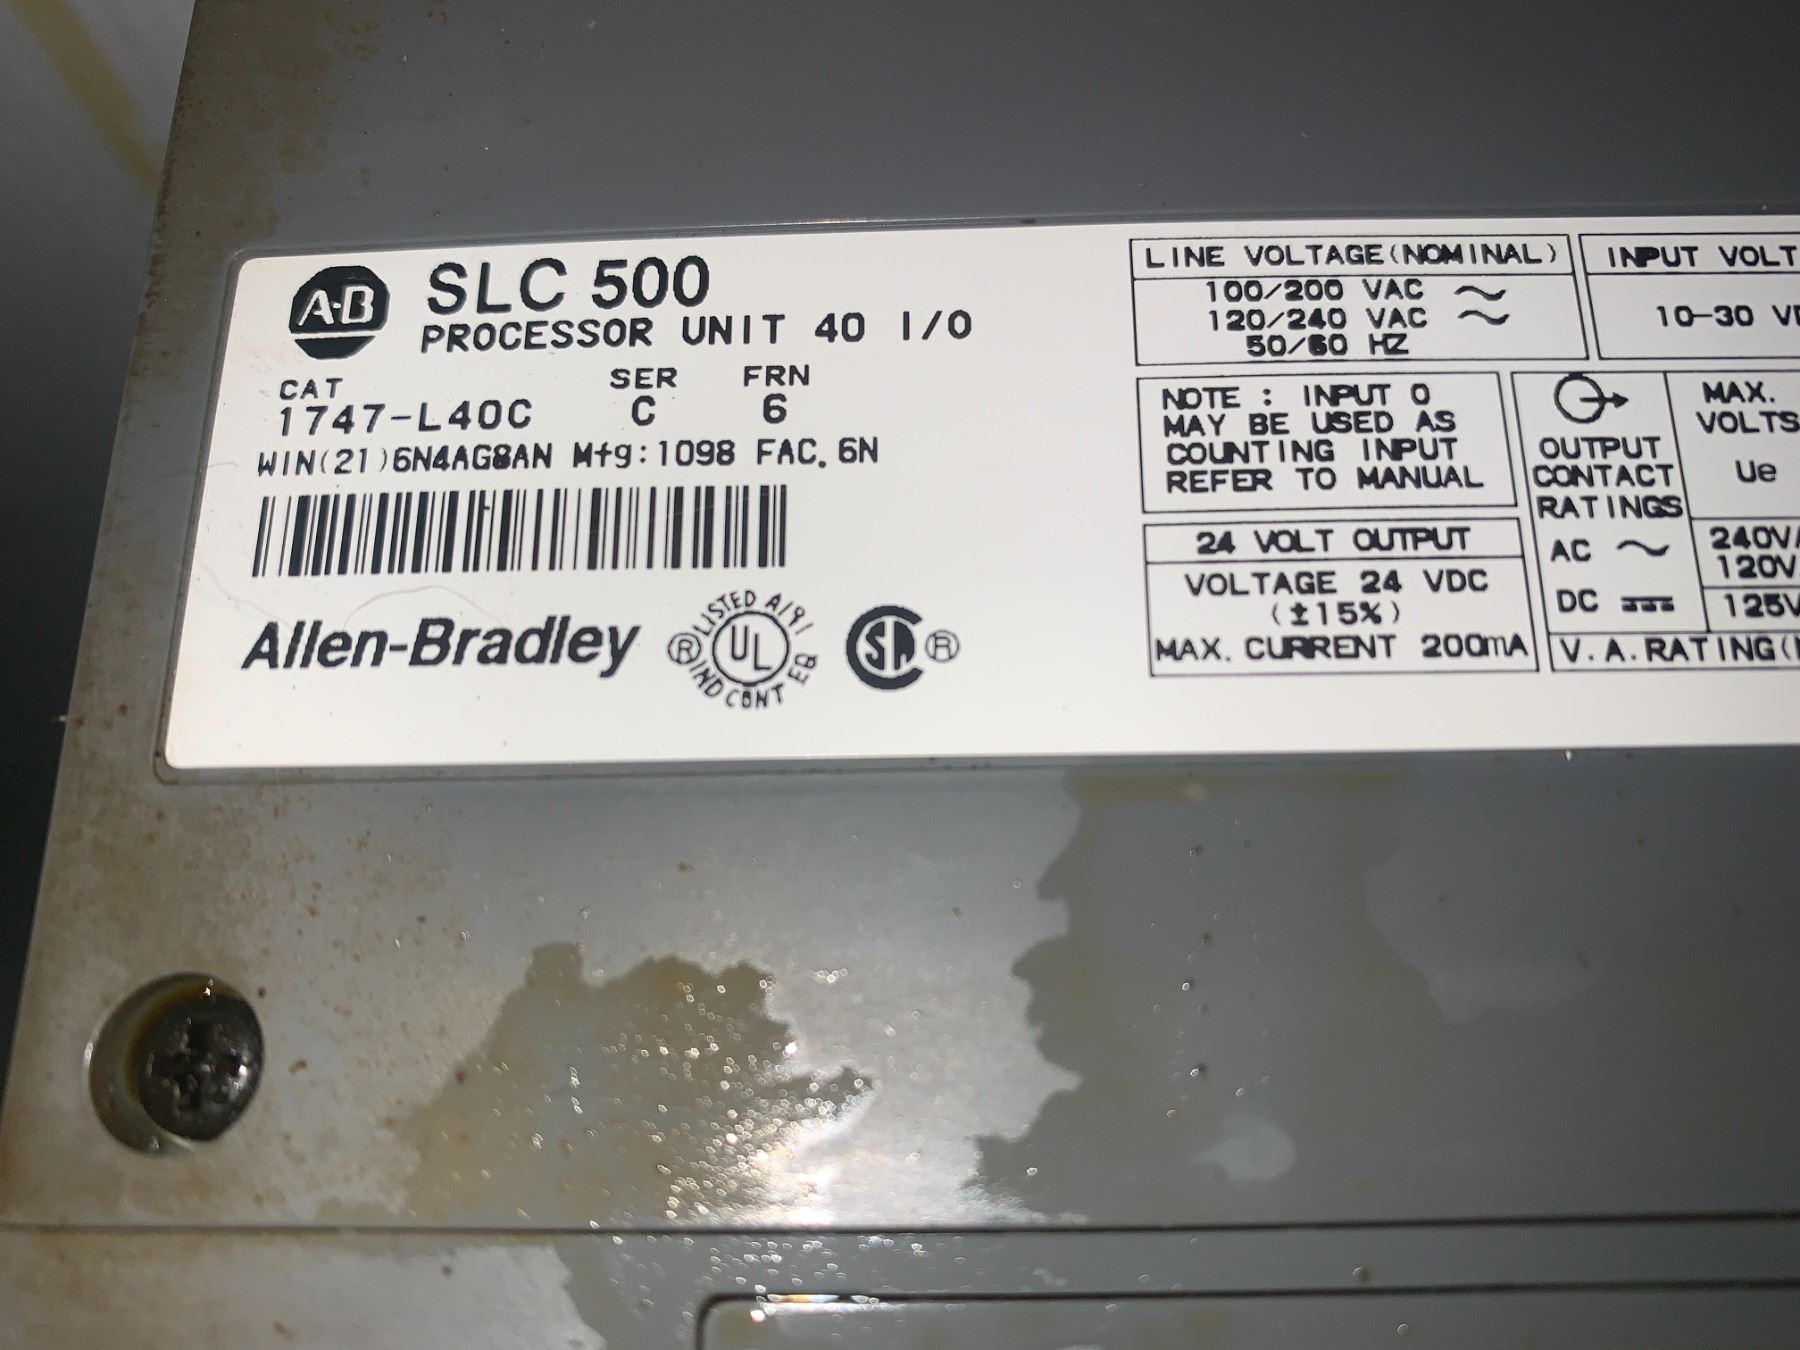 A-B SLC 500
PROCESSOR UNIT 40 I/O
CAT SER FRN
1747-L40C C 6
WIN(21)6N4AG8AN Mfg:1098 FAC. 6N
Allen-Bradley
® LISTED A191
UL
IND CONT EQ
SA ®
LINE VOLTAGE(NOMINAL)
100/200 VAC ~
120/240 VAC ~
50/60 HZ
INPUT VOLT
10-30 VD
NOTE : INPUT 0
MAY BE USED AS
COUNTING INPUT
REFER TO MANUAL
24 VOLT OUTPUT
VOLTAGE 24 VDC
(±15%)
MAX. CURRENT 200mA
OUTPUT
CONTACT
RATINGS
MAX.
VOLTS
Ue
AC ~
240V/
120V
DC
125V
V.A.RATING(